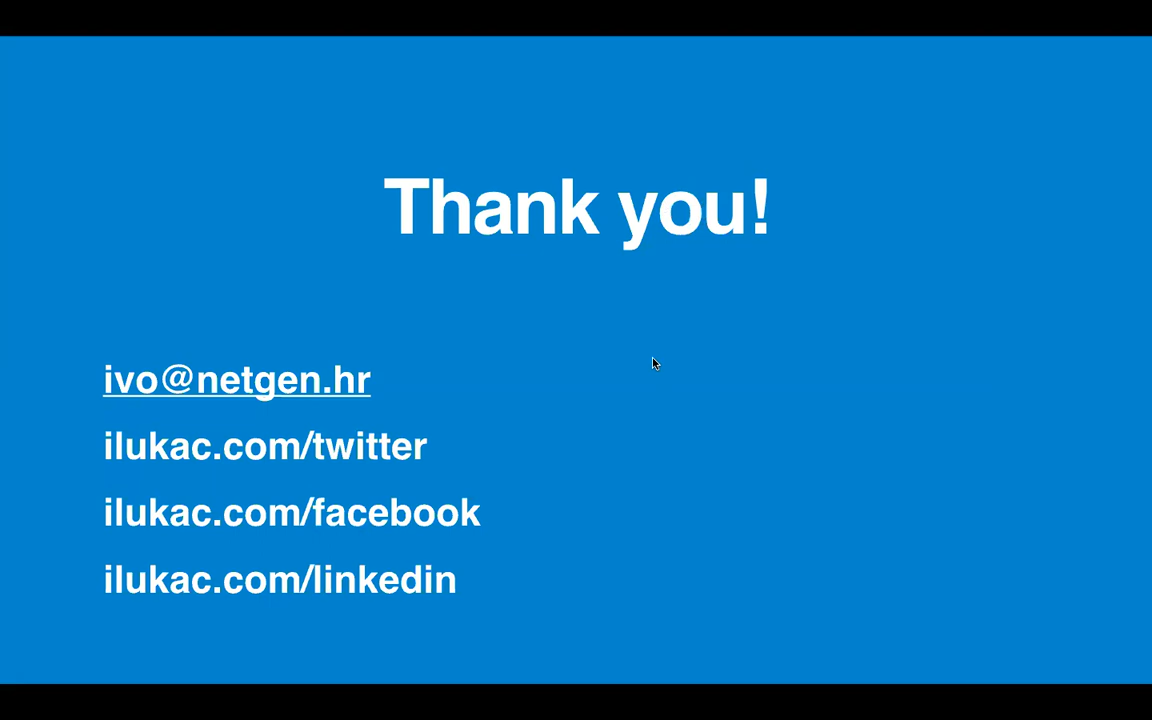 Thank you!
ivo@netgen.hr
ilukac.com/twitter
ilukac.com/facebook
ilukac.com/linkedin